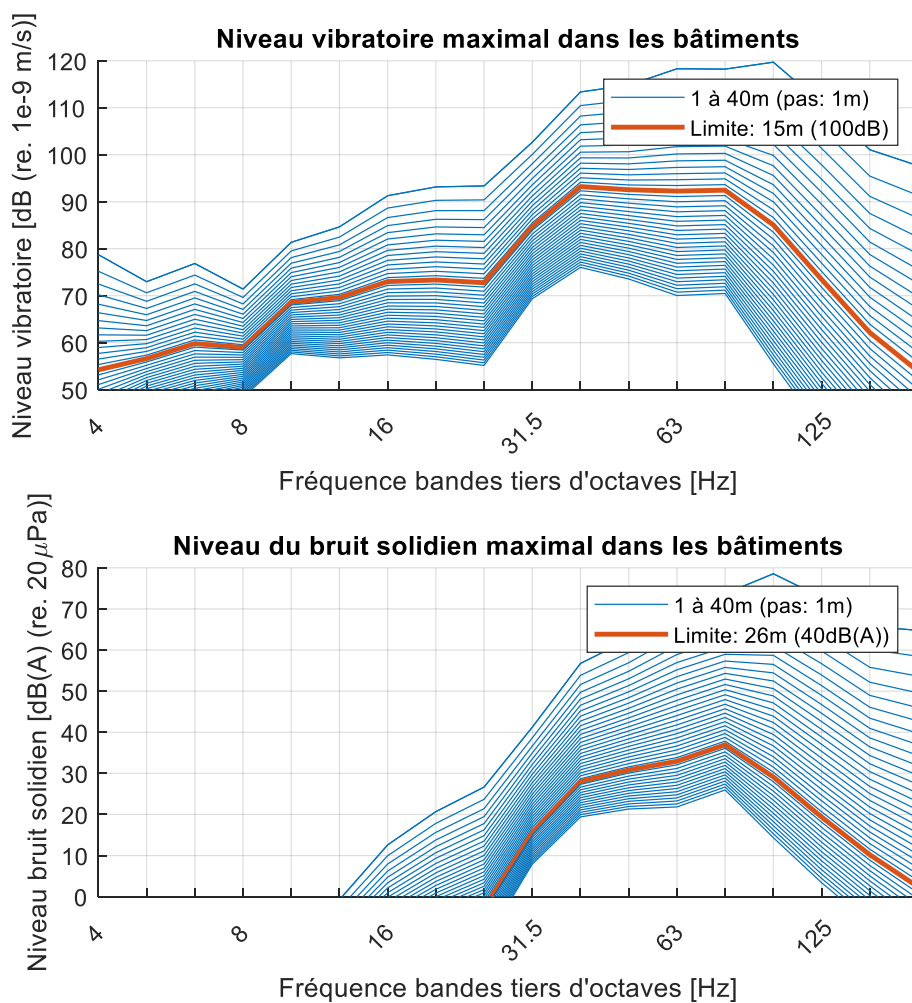 Niveau vibratoire maximal dans les bâtiments
Niveau vibratoire [dB (re. 1e-9 m/s)]
120
110
100
90
80
70
60
50
1 à 40m (pas: 1m)
Limite: 15m (100dB)
4
8
16
31.5
63
125
Fréquence bandes tiers d'octaves [Hz]
Niveau du bruit solidien maximal dans les bâtiments
Niveau bruit solidien [dB(A) (re. 20μPa)]
80
70
60
50
40
30
20
10
0
1 à 40m (pas: 1m)
Limite: 26m (40dB(A))
4
8
16
31.5
63
125
Fréquence bandes tiers d'octaves [Hz]